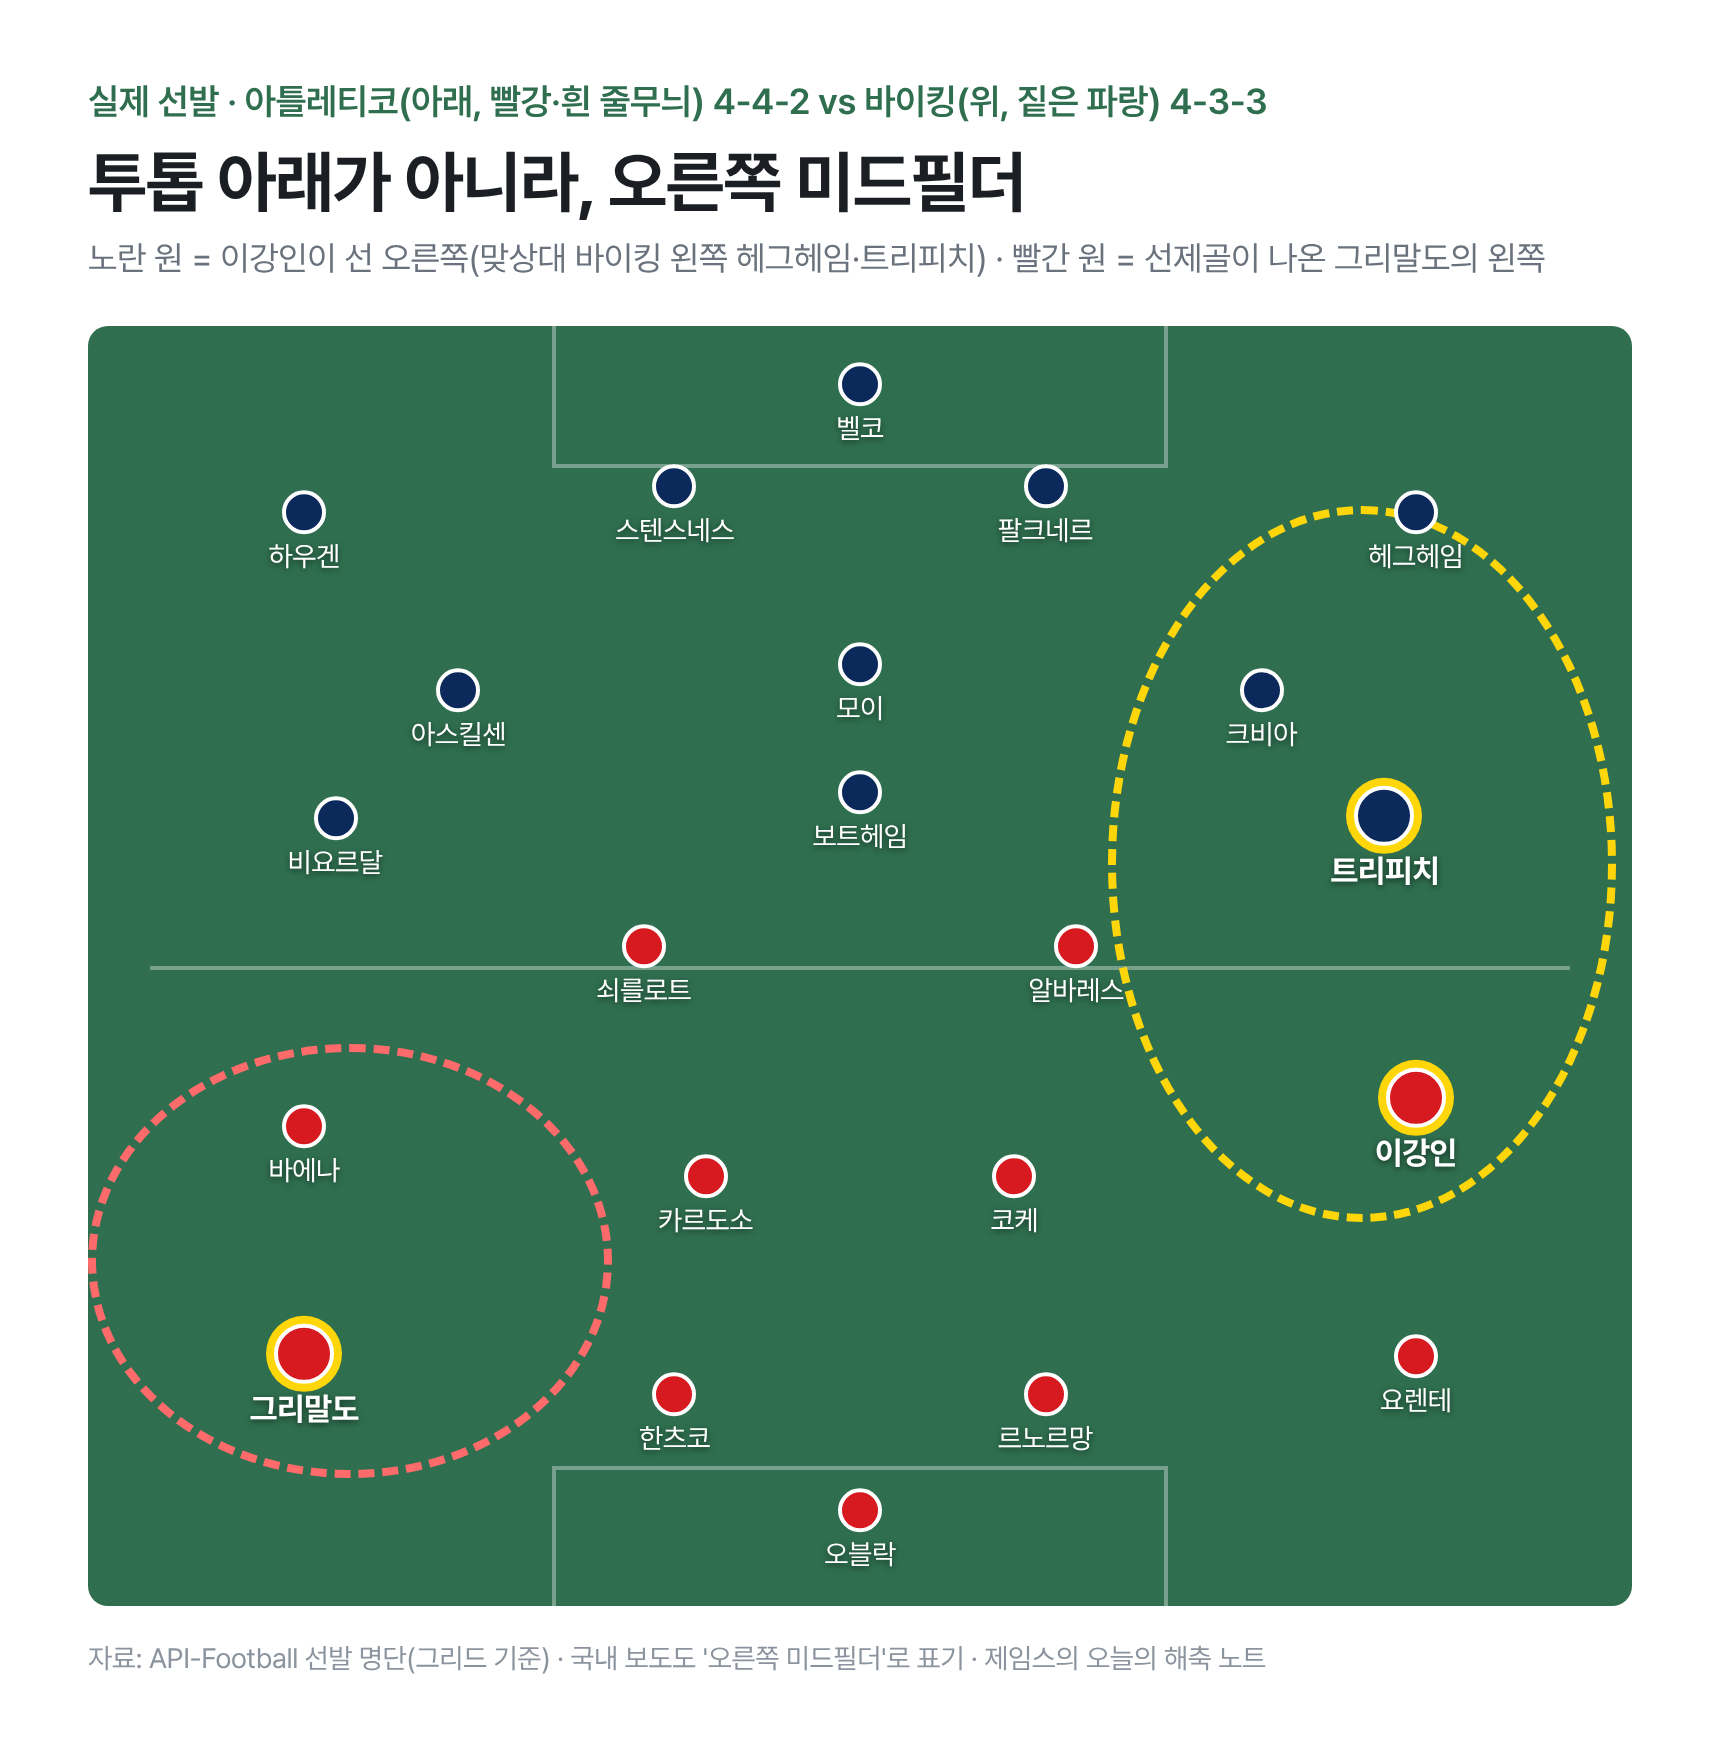 실제 선발 · 아틀레티코(아래, 빨강·흰 줄무늬) 4-4-2 vs 바이킹(위, 짙은 파랑) 4-3-3
투톱 아래가 아니라, 오른쪽 미드필더
노란 원 = 이강인이 선 오른쪽(맞상대 바이킹 왼쪽 헤그헤임·트리피치) · 빨간 원 = 선제골이 나온 그리말도의 왼쪽
벨코
스텐스네스
팔크네르
하우겐
헤그헤임
모이
아스킬센
크비아
보트헤임
비요르달
트리피치
쇠를로트
알바레스
이강인
바에나
카르도소
코케
요렌테
그리말도
한츠코
르노르망
오블락
자료: API-Football 선발 명단(그리드 기준) · 국내 보도도 '오른쪽 미드필더'로 표기 · 제임스의 오늘의 해축 노트